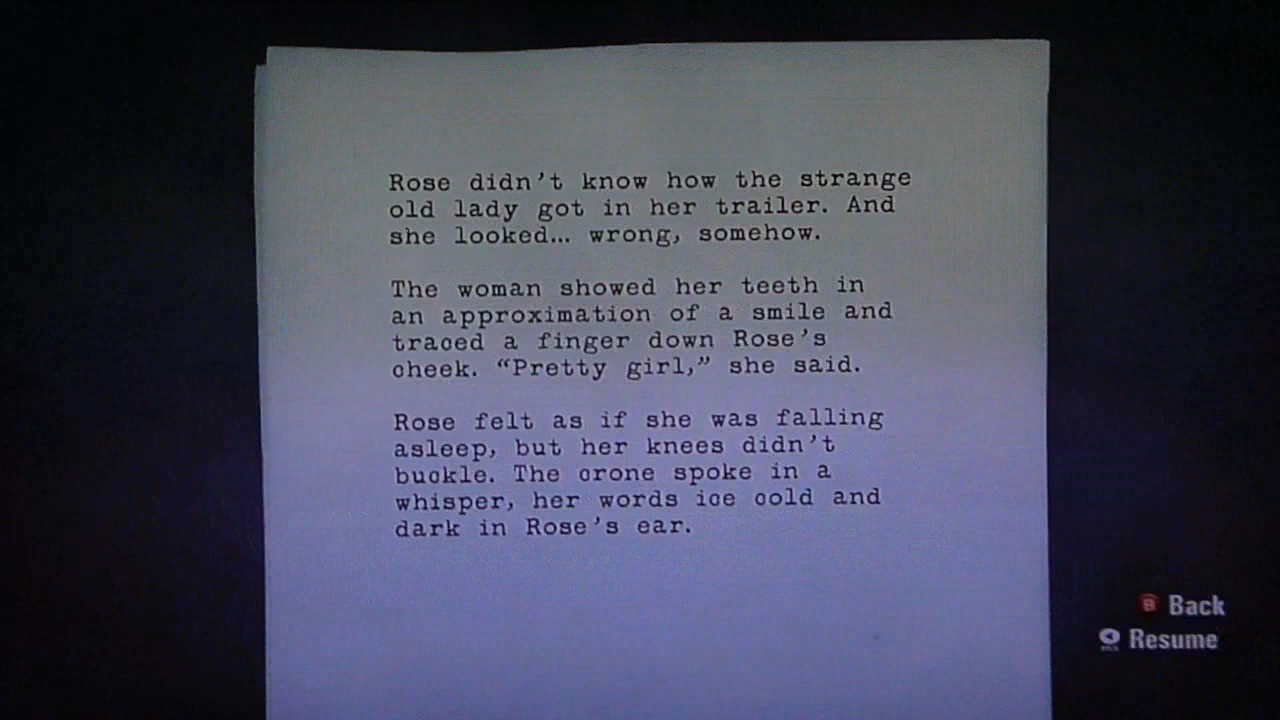 Rose didn't know how the strange
old lady got in her trailer. And
she looked… wrong, somehow.
The woman showed her teeth in
an approximation of a smile and
traced a finger down Rose's
cheek. “Pretty girl,” she said.
Rose felt as if she was falling
asleep, but her knees didn't
buckle. The crone spoke in a
whisper, her words ice cold and
dark in Rose's ear.
B Back
Resume